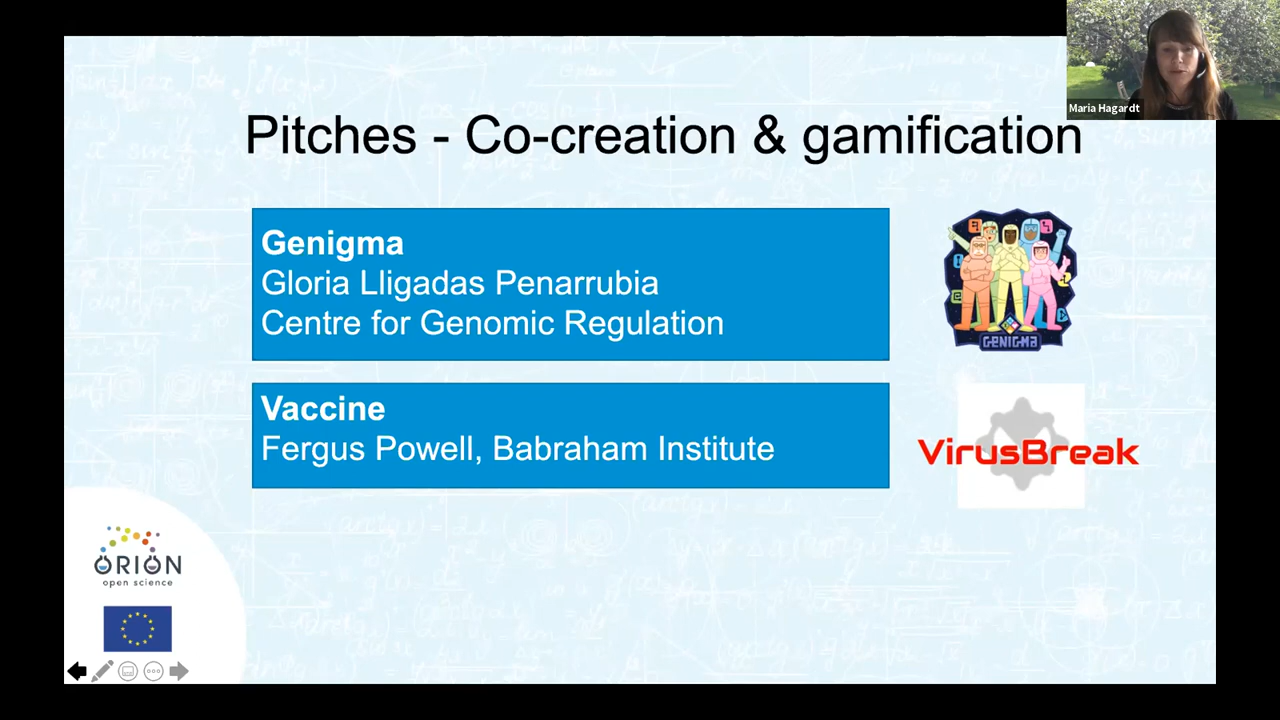 Maria Hagardt
Pitches - Co-creation & gamification
Genigma
Gloria Lligadas Penarrubia
Centre for Genomic Regulation
GENIGMA
Vaccine
Fergus Powell, Babraham Institute
VirusBreak
ORION
open science